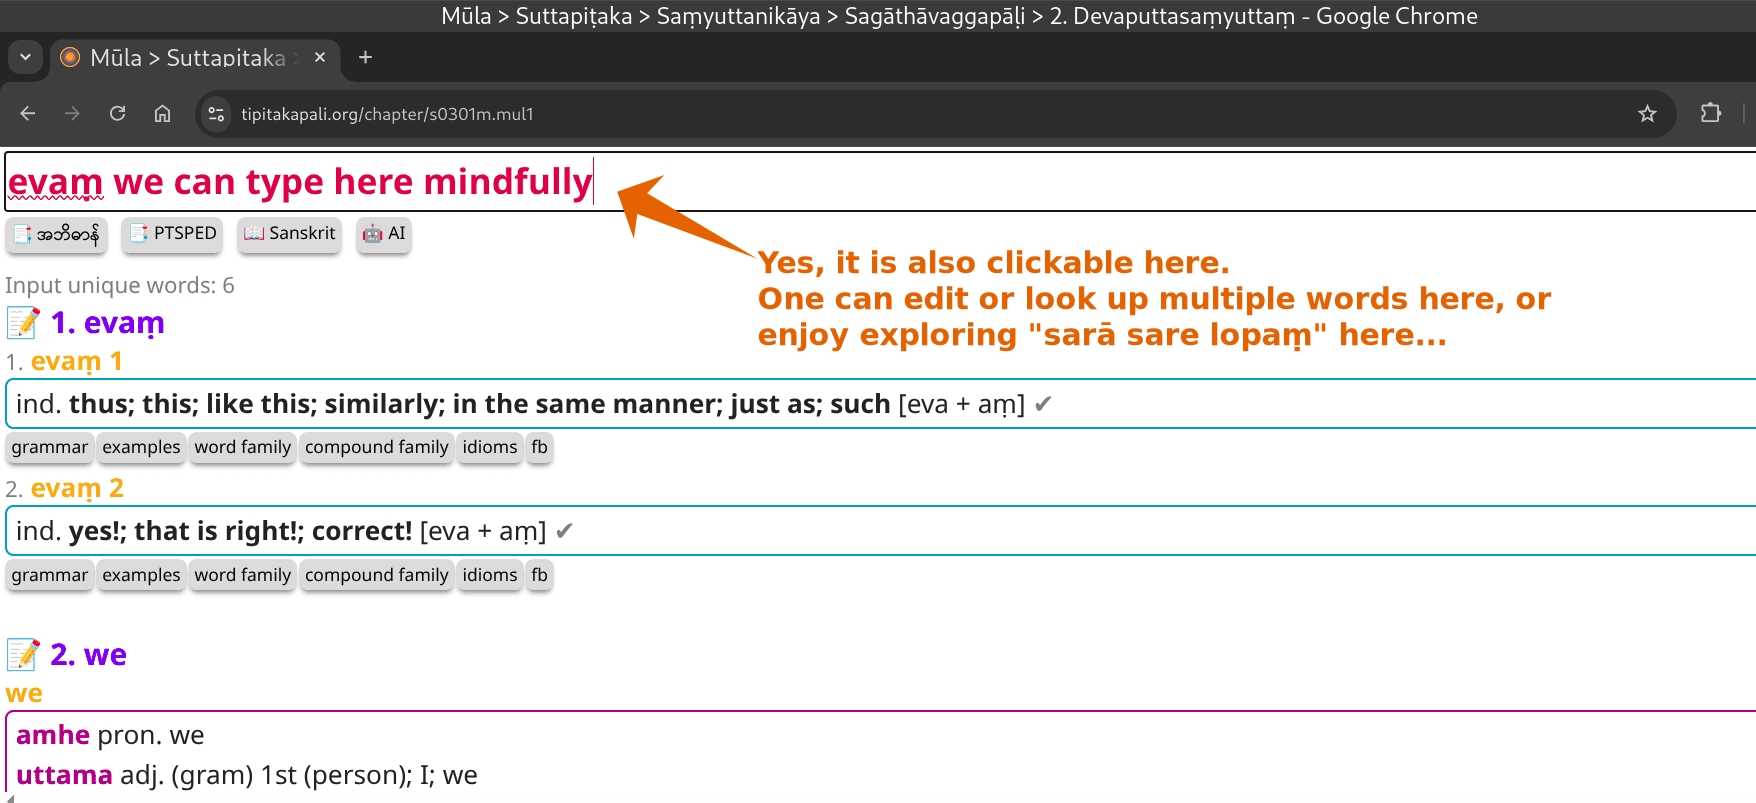 Mūla > Suttapiṭaka > Saṃyuttanikāya > Sagāthāvaggapāḷi > 2. Devaputtasaṃyuttaṃ - Google Chrome
Mūla > Suttapiṭaka >
tipitakapali.org/chapter/s0301m.mul1
evaṃ we can type here mindfully
အဘိဓာန် PTSPED Sanskrit AI
Yes, it is also clickable here.
One can edit or look up multiple words here, or
enjoy exploring "sarā sare lopaṃ" here...
Input unique words: 6
1. evaṃ
1. evaṃ 1
ind. thus; this; like this; similarly; in the same manner; just as; such [eva + aṃ] ✔
grammar examples word family compound family idioms fb
2. evaṃ 2
ind. yes!; that is right!; correct! [eva + aṃ] ✔
grammar examples word family compound family idioms fb
2. we
we
amhe pron. we
uttama adj. (gram) 1st (person); I; we